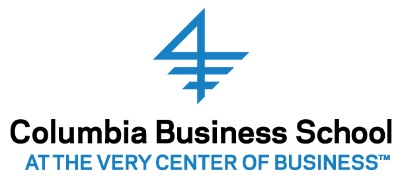 Columbia Business School
AT THE VERY CENTER OF BUSINESS™